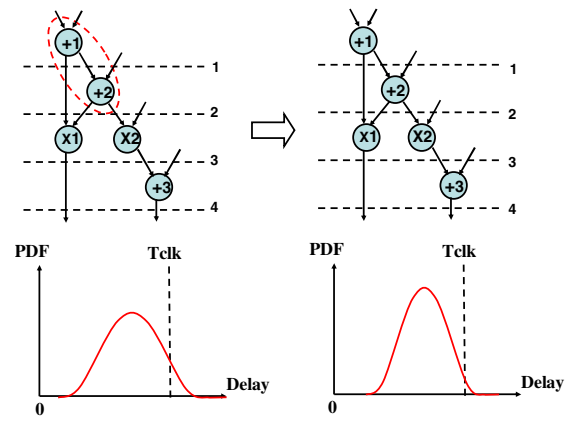 +1
1
+2
2
X1 X2
3
+3
4
+1
1
+2
2
X1 X2
3
+3
4
PDF
Tclk
Delay
0
PDF
Tclk
Delay
0